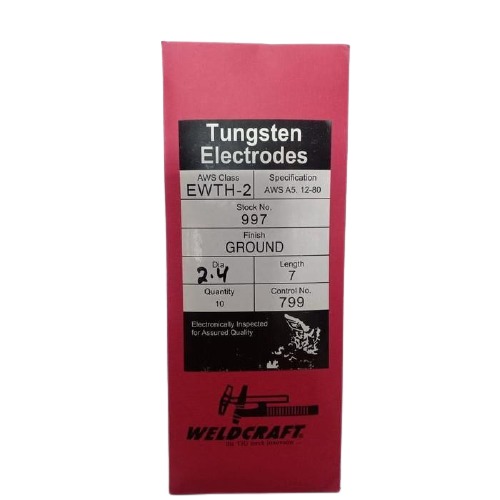 Tungsten
Electrodes
AWS Class
EWTH-2
Specification
AWS A5. 12-80
Stock No.
997
Finish
GROUND
Dia.
2.4
Length
7
Quantity
10
Control No.
799
Electronically Inspected
for Assured Quality
WELDCRAFT